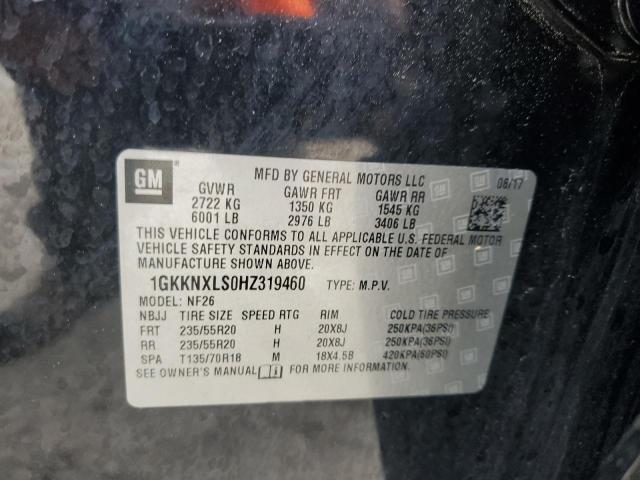 GM
MFD BY GENERAL MOTORS LLC 06/17
GVWR GAWR FRT GAWR RR
2722 KG 1350 KG 1545 KG
6001 LB 2976 LB 3406 LB
THIS VEHICLE CONFORMS TO ALL APPLICABLE U.S. FEDERAL MOTOR
VEHICLE SAFETY STANDARDS IN EFFECT ON THE DATE OF
MANUFACTURE SHOWN ABOVE.
1GKKNXLS0HZ319460 TYPE: M.P.V.
MODEL: NF26
NBJJ TIRE SIZE SPEED RTG RIM COLD TIRE PRESSURE
FRT 235/55R20 H 20X8J 250KPA(36PSI)
RR 235/55R20 H 20X8J 250KPA(36PSI)
SPA T135/70R18 M 18X4.5B 420KPA(60PSI)
SEE OWNER'S MANUAL FOR MORE INFORMATION.